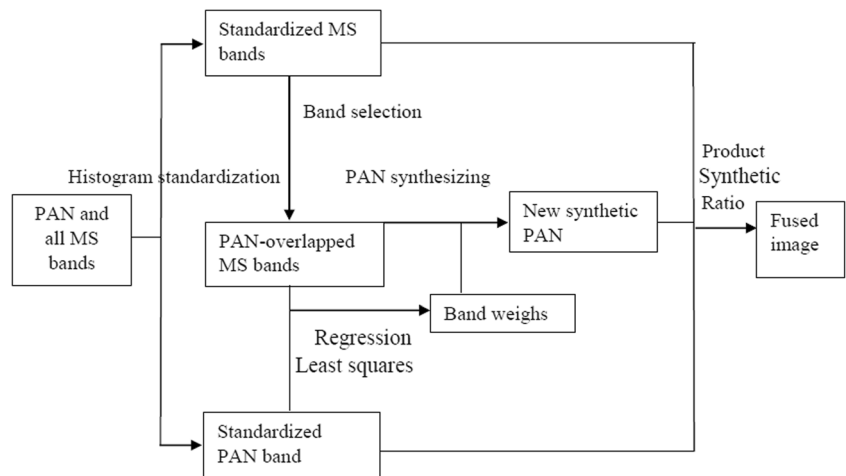 Standardized MS
bands
Band selection
Histogram standardization
PAN synthesizing
Product
Synthetic
Ratio
PAN and
all MS
bands
PAN-overlapped
MS bands
New synthetic
PAN
Fused
image
Band weighs
Regression
Least squares
Standardized
PAN band